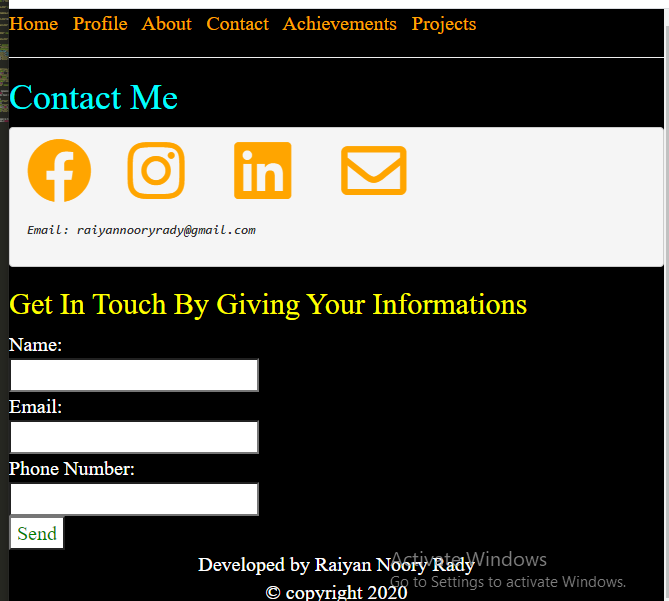 Home Profile About Contact Achievements Projects
Contact Me
Email: raiyannooryrady@gmail.com
Get In Touch By Giving Your Informations
Name:
Email:
Phone Number:
Send
Developed by Raiyan Noory Rady
© copyright 2020
Activate Windows
Go to Settings to activate Windows.